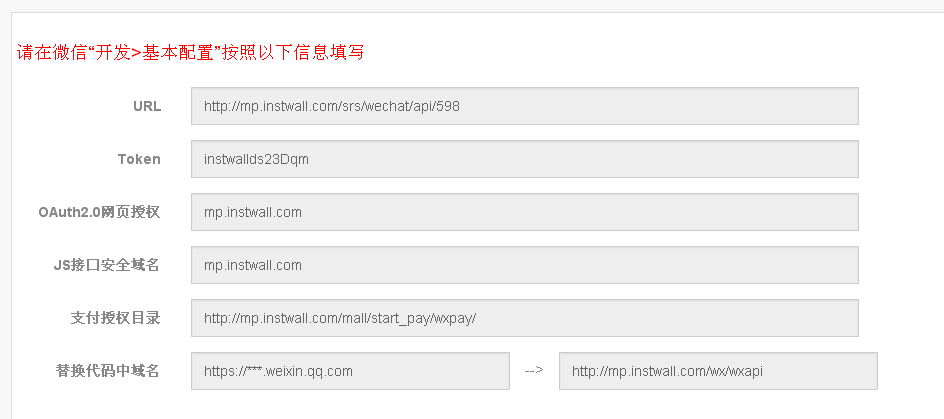 请在微信“开发>基本配置”按照以下信息填写
URL http://mp.instwall.com/srs/wechat/api/598
Token instwallds23Dqm
OAuth2.0网页授权 mp.instwall.com
JS接口安全域名 mp.instwall.com
支付授权目录 http://mp.instwall.com/mall/start_pay/wxpay/
替换代码中域名 https://***.weixin.qq.com --> http://mp.instwall.com/wx/wxapi